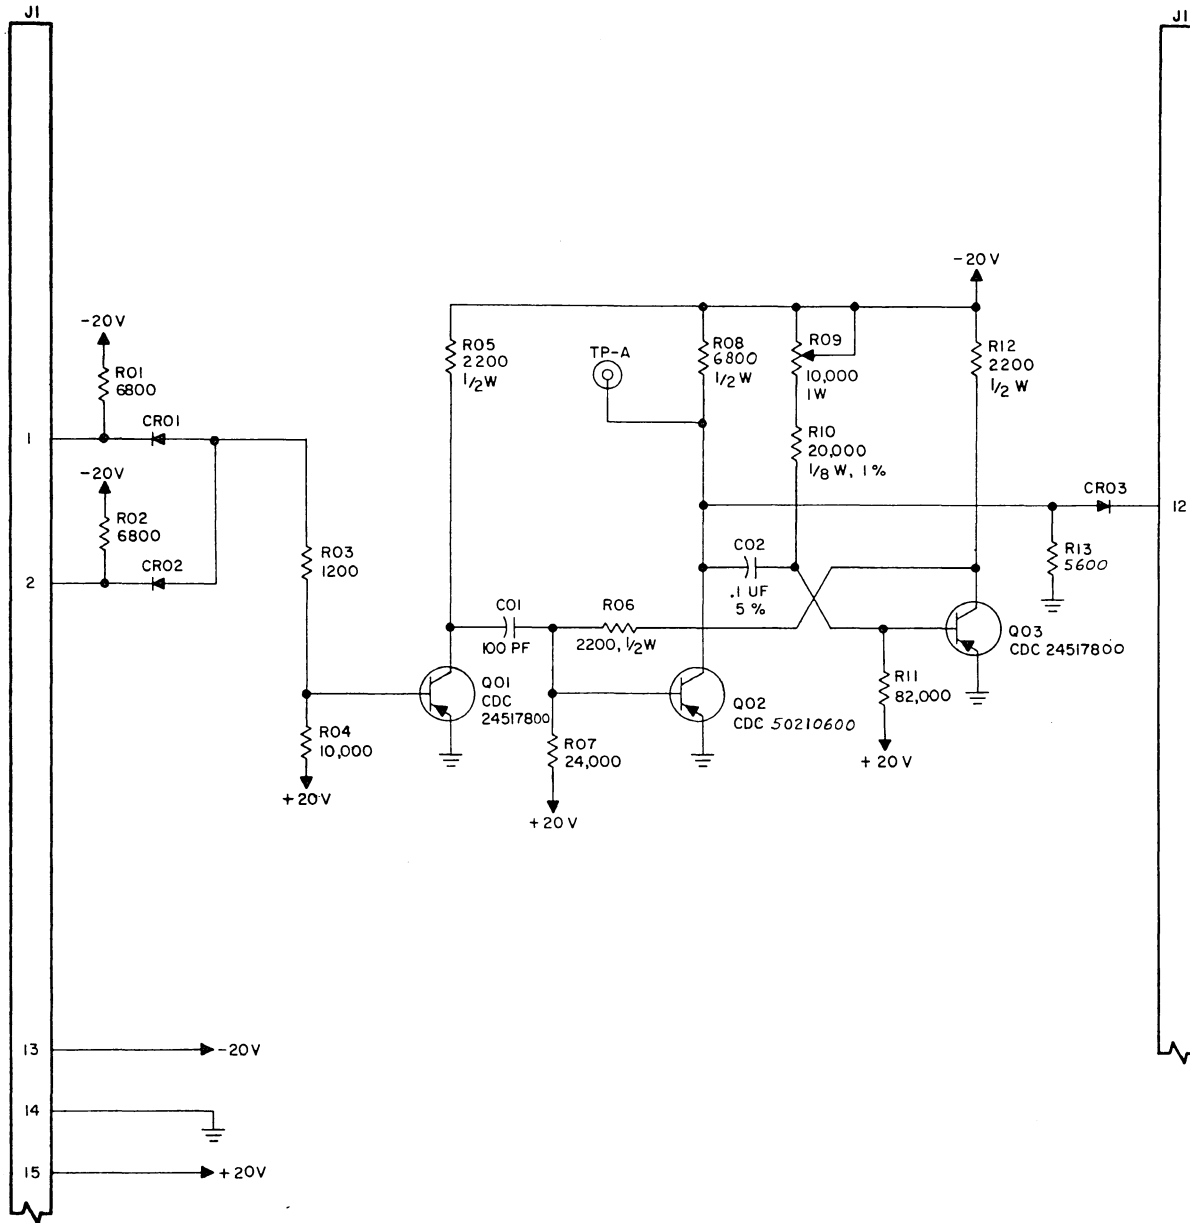 J1
J1
-20V
-20V
R01
6800
CR01
1
-20V
R02
6800
CR02
2
R03
1200
R04
10,000
+20V
R05
2200
1/2W
TP-A
R08
6800
1/2 W
R09
10,000
1W
R12
2200
1/2 W
R10
20,000
1/8 W, 1%
CR03
12
R13
5600
C02
.1 UF
5%
C01
100 PF
R06
2200, 1/2W
Q01
CDC
24517800
Q02
CDC 50210600
Q03
CDC 24517800
R07
24,000
+20V
R11
82,000
+20V
13
-20V
14
15
+20V